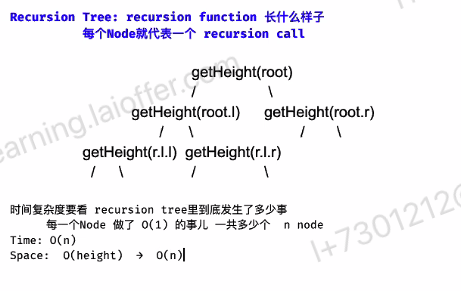 Recursion Tree: recursion function 长什么样子
每个Node就代表一个 recursion call
getHeight(root)
/ \
getHeight(root.l) getHeight(root.r)
/ \ / \
getHeight(r.l.l) getHeight(r.l.r)
/ \ / \
时间复杂度要看 recursion tree里到底发生了多少事
每一个Node 做了 O(1) 的事儿 一共多少个 n node
Time: O(n)
Space: O(height) → O(n)
earning.laioffer.com
l+7301212@